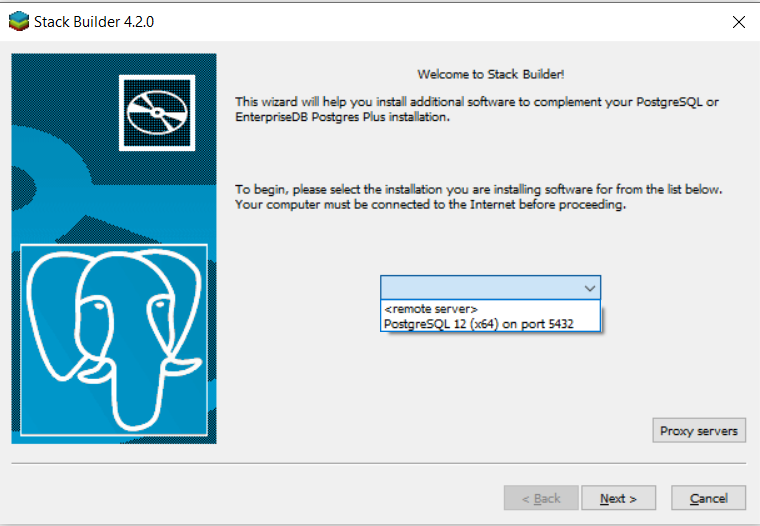 Stack Builder 4.2.0
Welcome to Stack Builder!
This wizard will help you install additional software to complement your PostgreSQL or
EnterpriseDB Postgres Plus installation.
To begin, please select the installation you are installing software for from the list below.
Your computer must be connected to the Internet before proceeding.
<remote server>
PostgreSQL 12 (x64) on port 5432
Proxy servers
< Back
Next >
Cancel